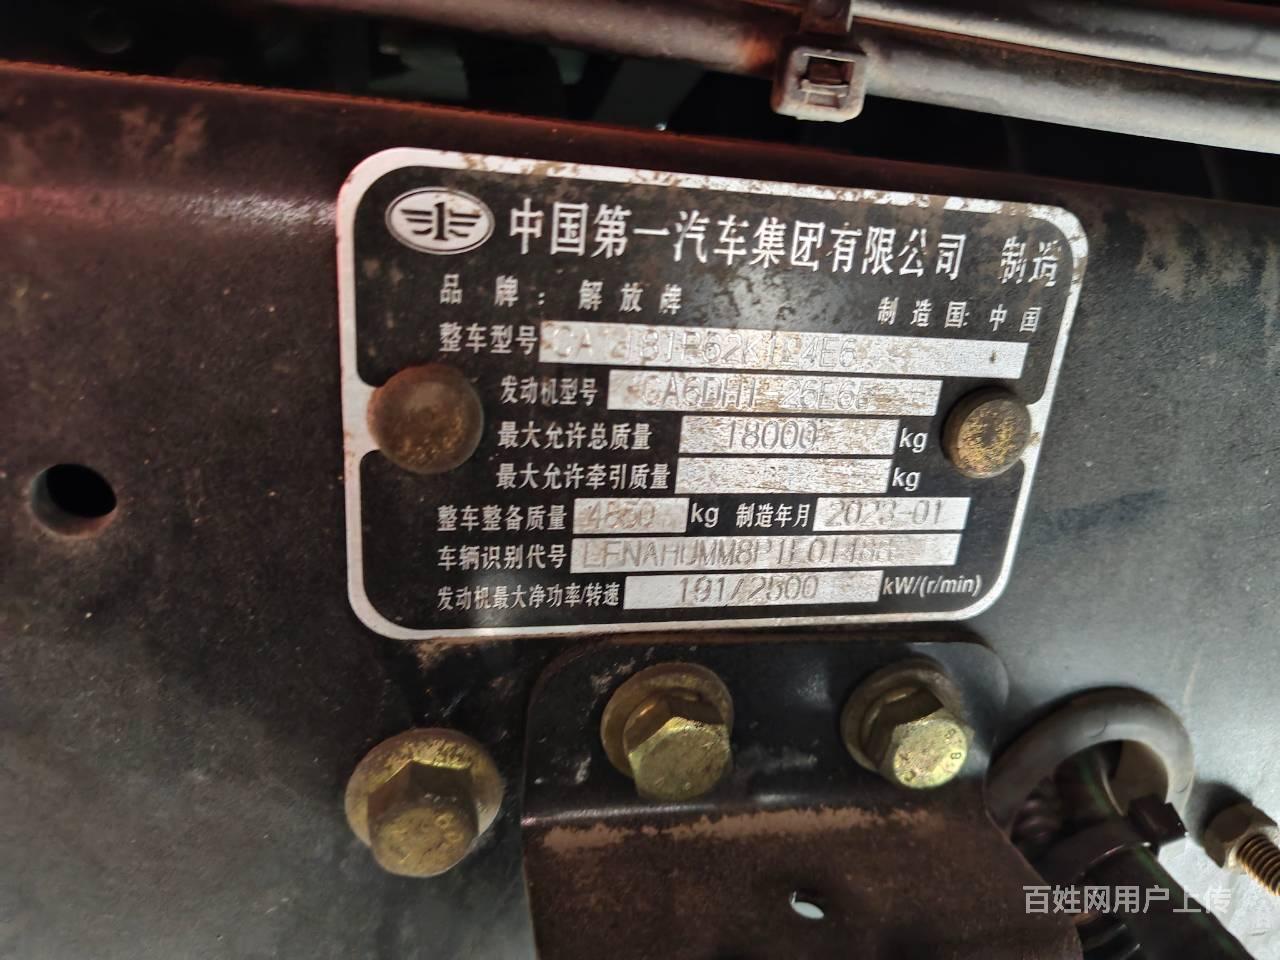 中国第一汽车集团有限公司 制造
品牌：解放牌 制造国：中国
整车型号
发动机型号
最大允许总质量 18000 kg
最大允许牵引质量 kg
整车整备质量 kg 制造年月 2023-01
车辆识别代号
发动机最大净功率/转速 191/2500 kW/(r/min)
百姓网用户上传